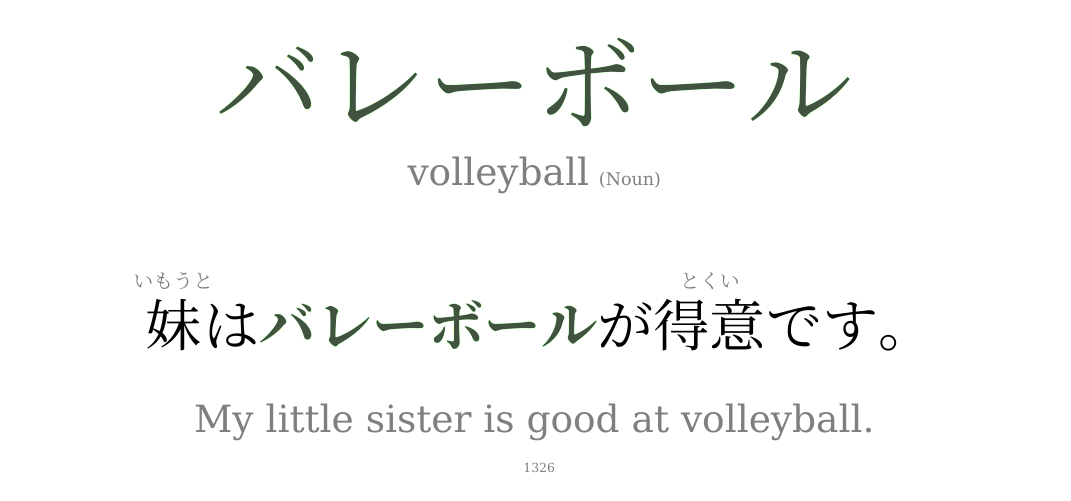 バレーボール
volleyball (Noun)
いもうと とくい
妹はバレーボールが得意です。
My little sister is good at volleyball.
1326